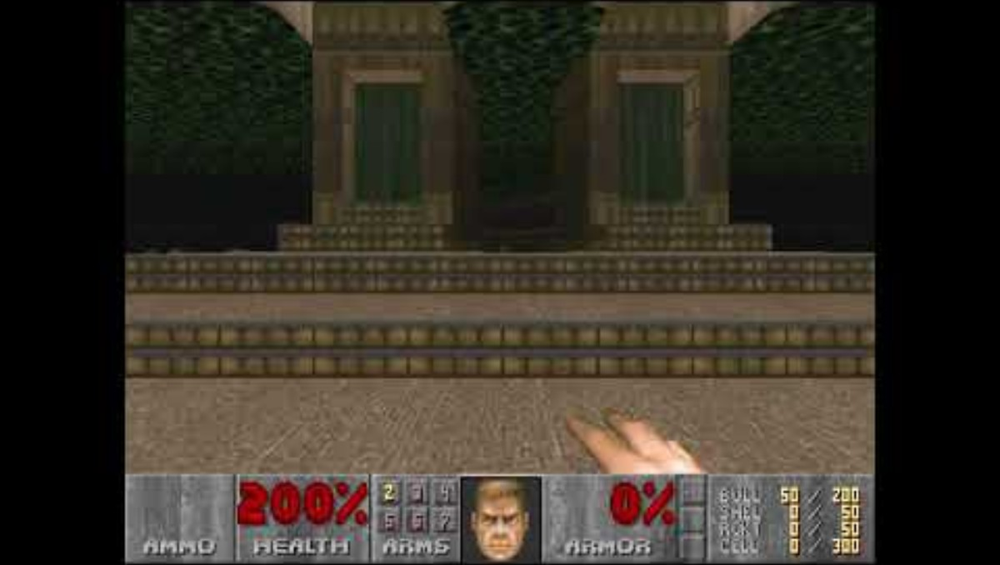 200% 2 3 4 0% BULL 50 / 200
SHEL 0 / 50
5 6 7 RCKT 0 / 50
AMMO HEALTH ARMS ARMOR CELL 0 / 300